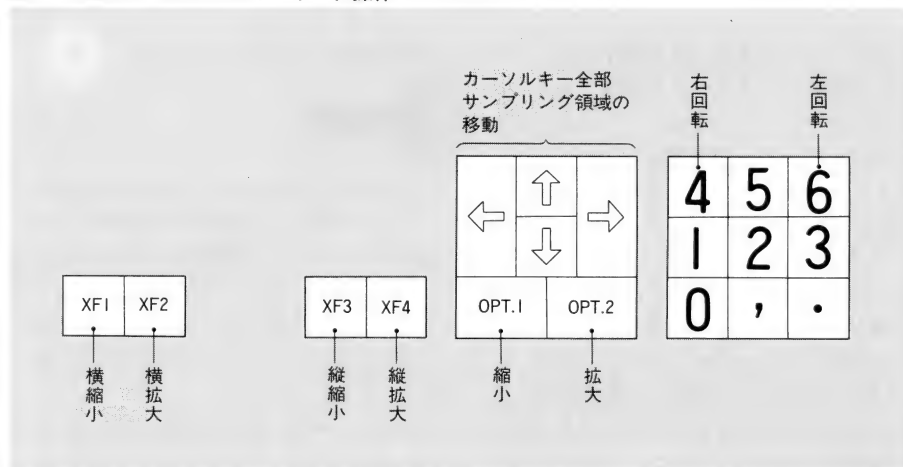 カーソルキー全部
サンプリング領域の
移動
右回転
左回転
4 5 6
1 2 3
0 , .
XF1 XF2
XF3 XF4
OPT.1 OPT.2
横縮小
横拡大
縦縮小
縦拡大
縮小
拡大